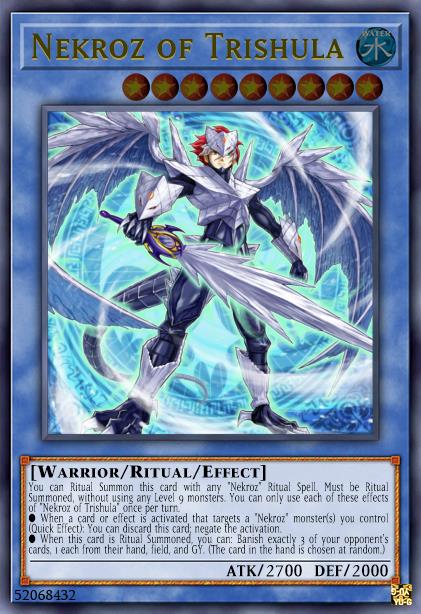 Nekroz of Trishula
WATER
水
[Warrior/Ritual/Effect]
You can Ritual Summon this card with any "Nekroz" Ritual Spell. Must be Ritual
Summoned, without using any Level 9 monsters. You can only use each of these effects
of "Nekroz of Trishula" once per turn.
● When a card or effect is activated that targets a "Nekroz" monster(s) you control
(Quick Effect): You can discard this card; negate the activation.
● When this card is Ritual Summoned, you can: Banish exactly 3 of your opponent's
cards, 1 each from their hand, field, and GY. (The card in the hand is chosen at random.)
ATK/2700 DEF/2000
52068432